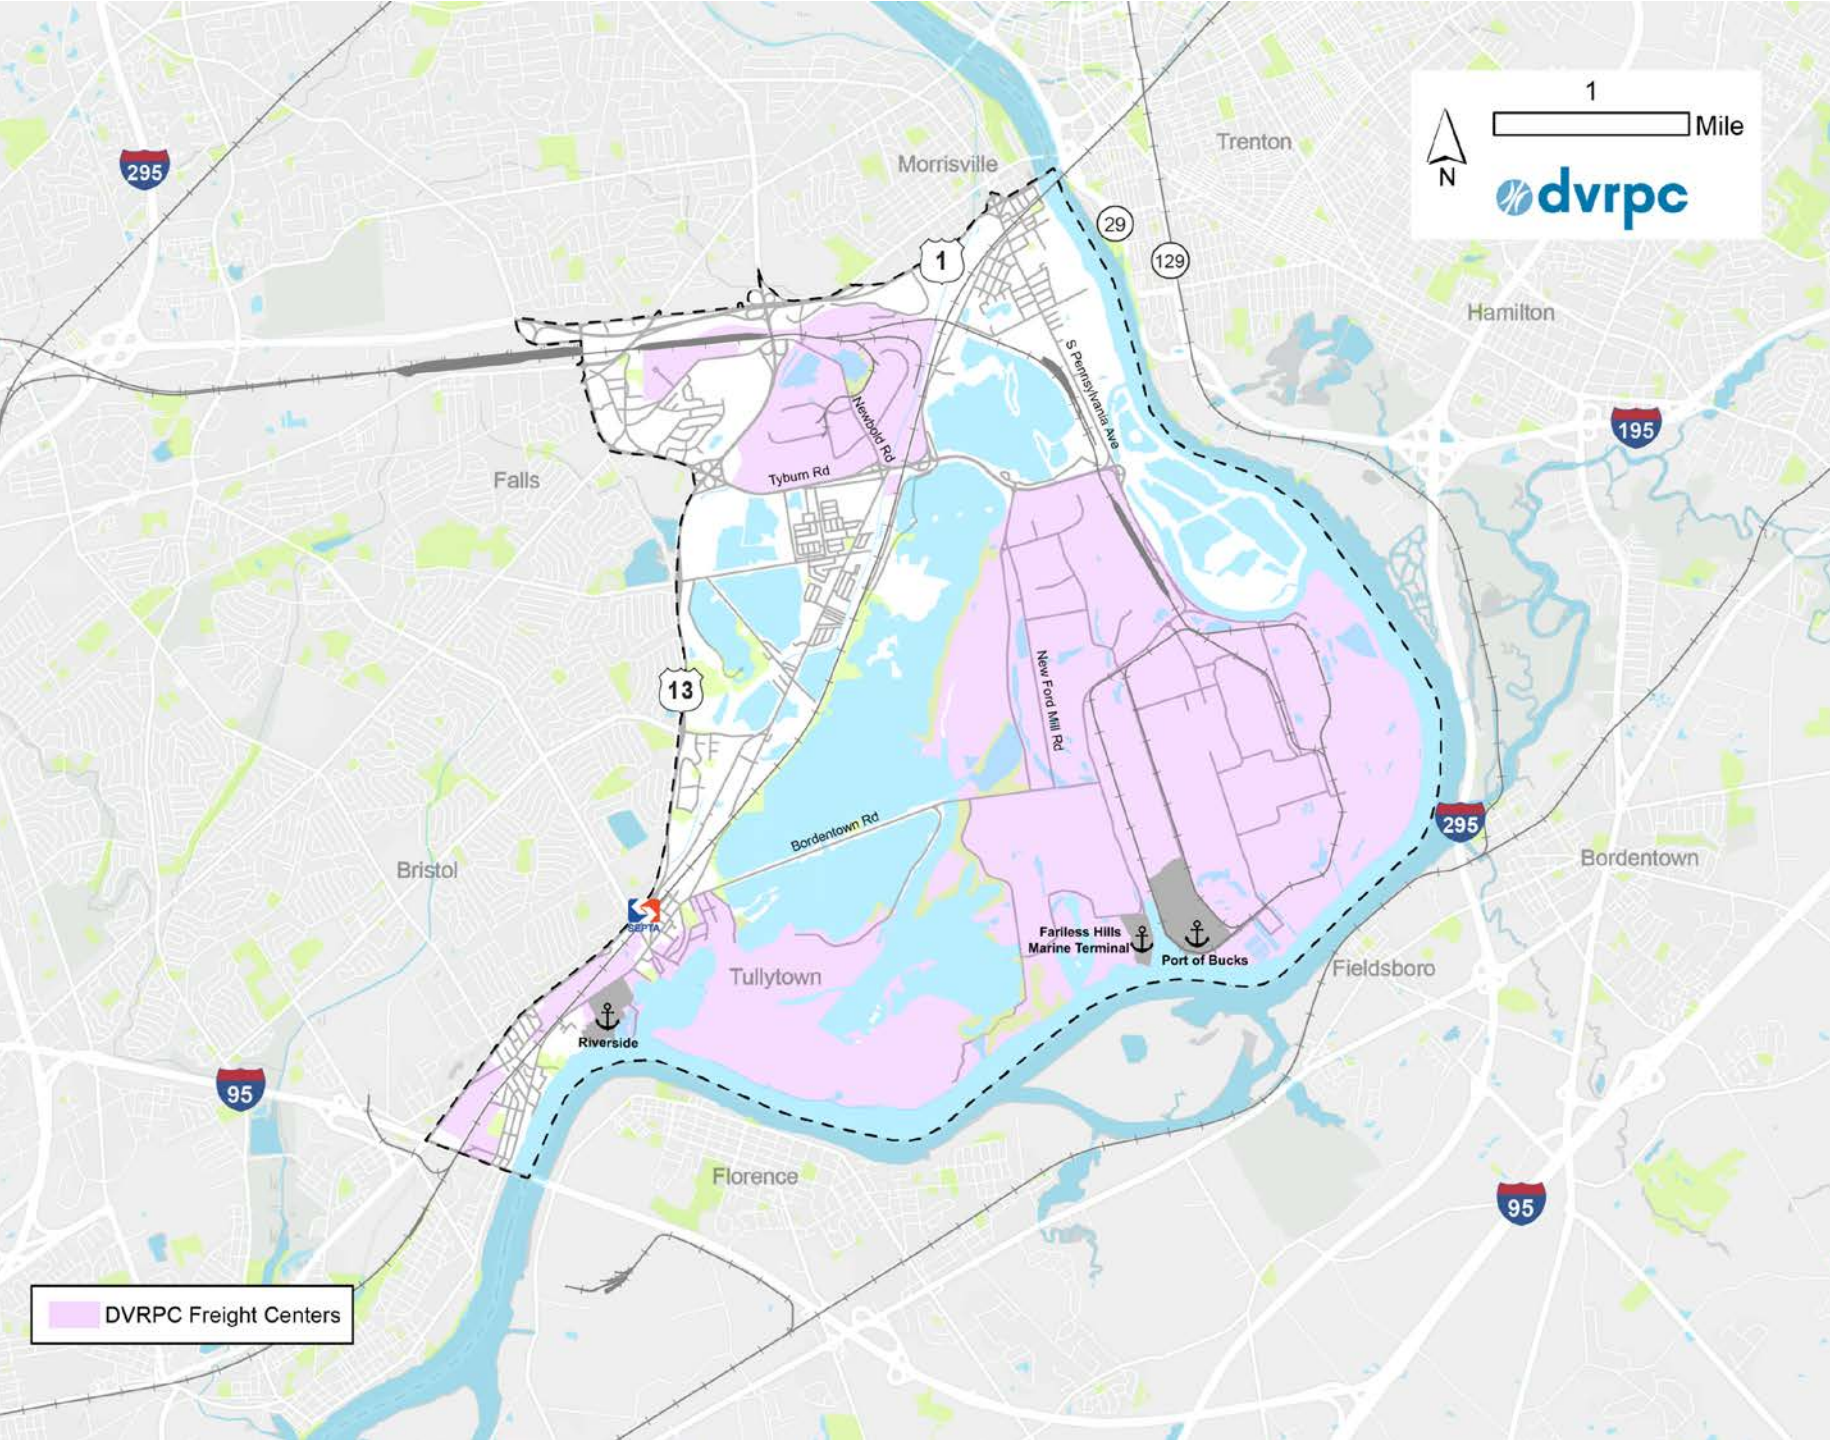 1
Mile
N
dvrpc
295
Trenton
Morrisville
29
129
1
Hamilton
S Pennsylvania Ave
Newbold Rd
195
Tyburn Rd
Falls
13
New Ford Mill Rd
295
Bordentown Rd
Bordentown
Bristol
SEPTA
Fariless Hills
Marine Terminal
Port of Bucks
Fieldsboro
Tullytown
Riverside
95
Florence
95
DVRPC Freight Centers